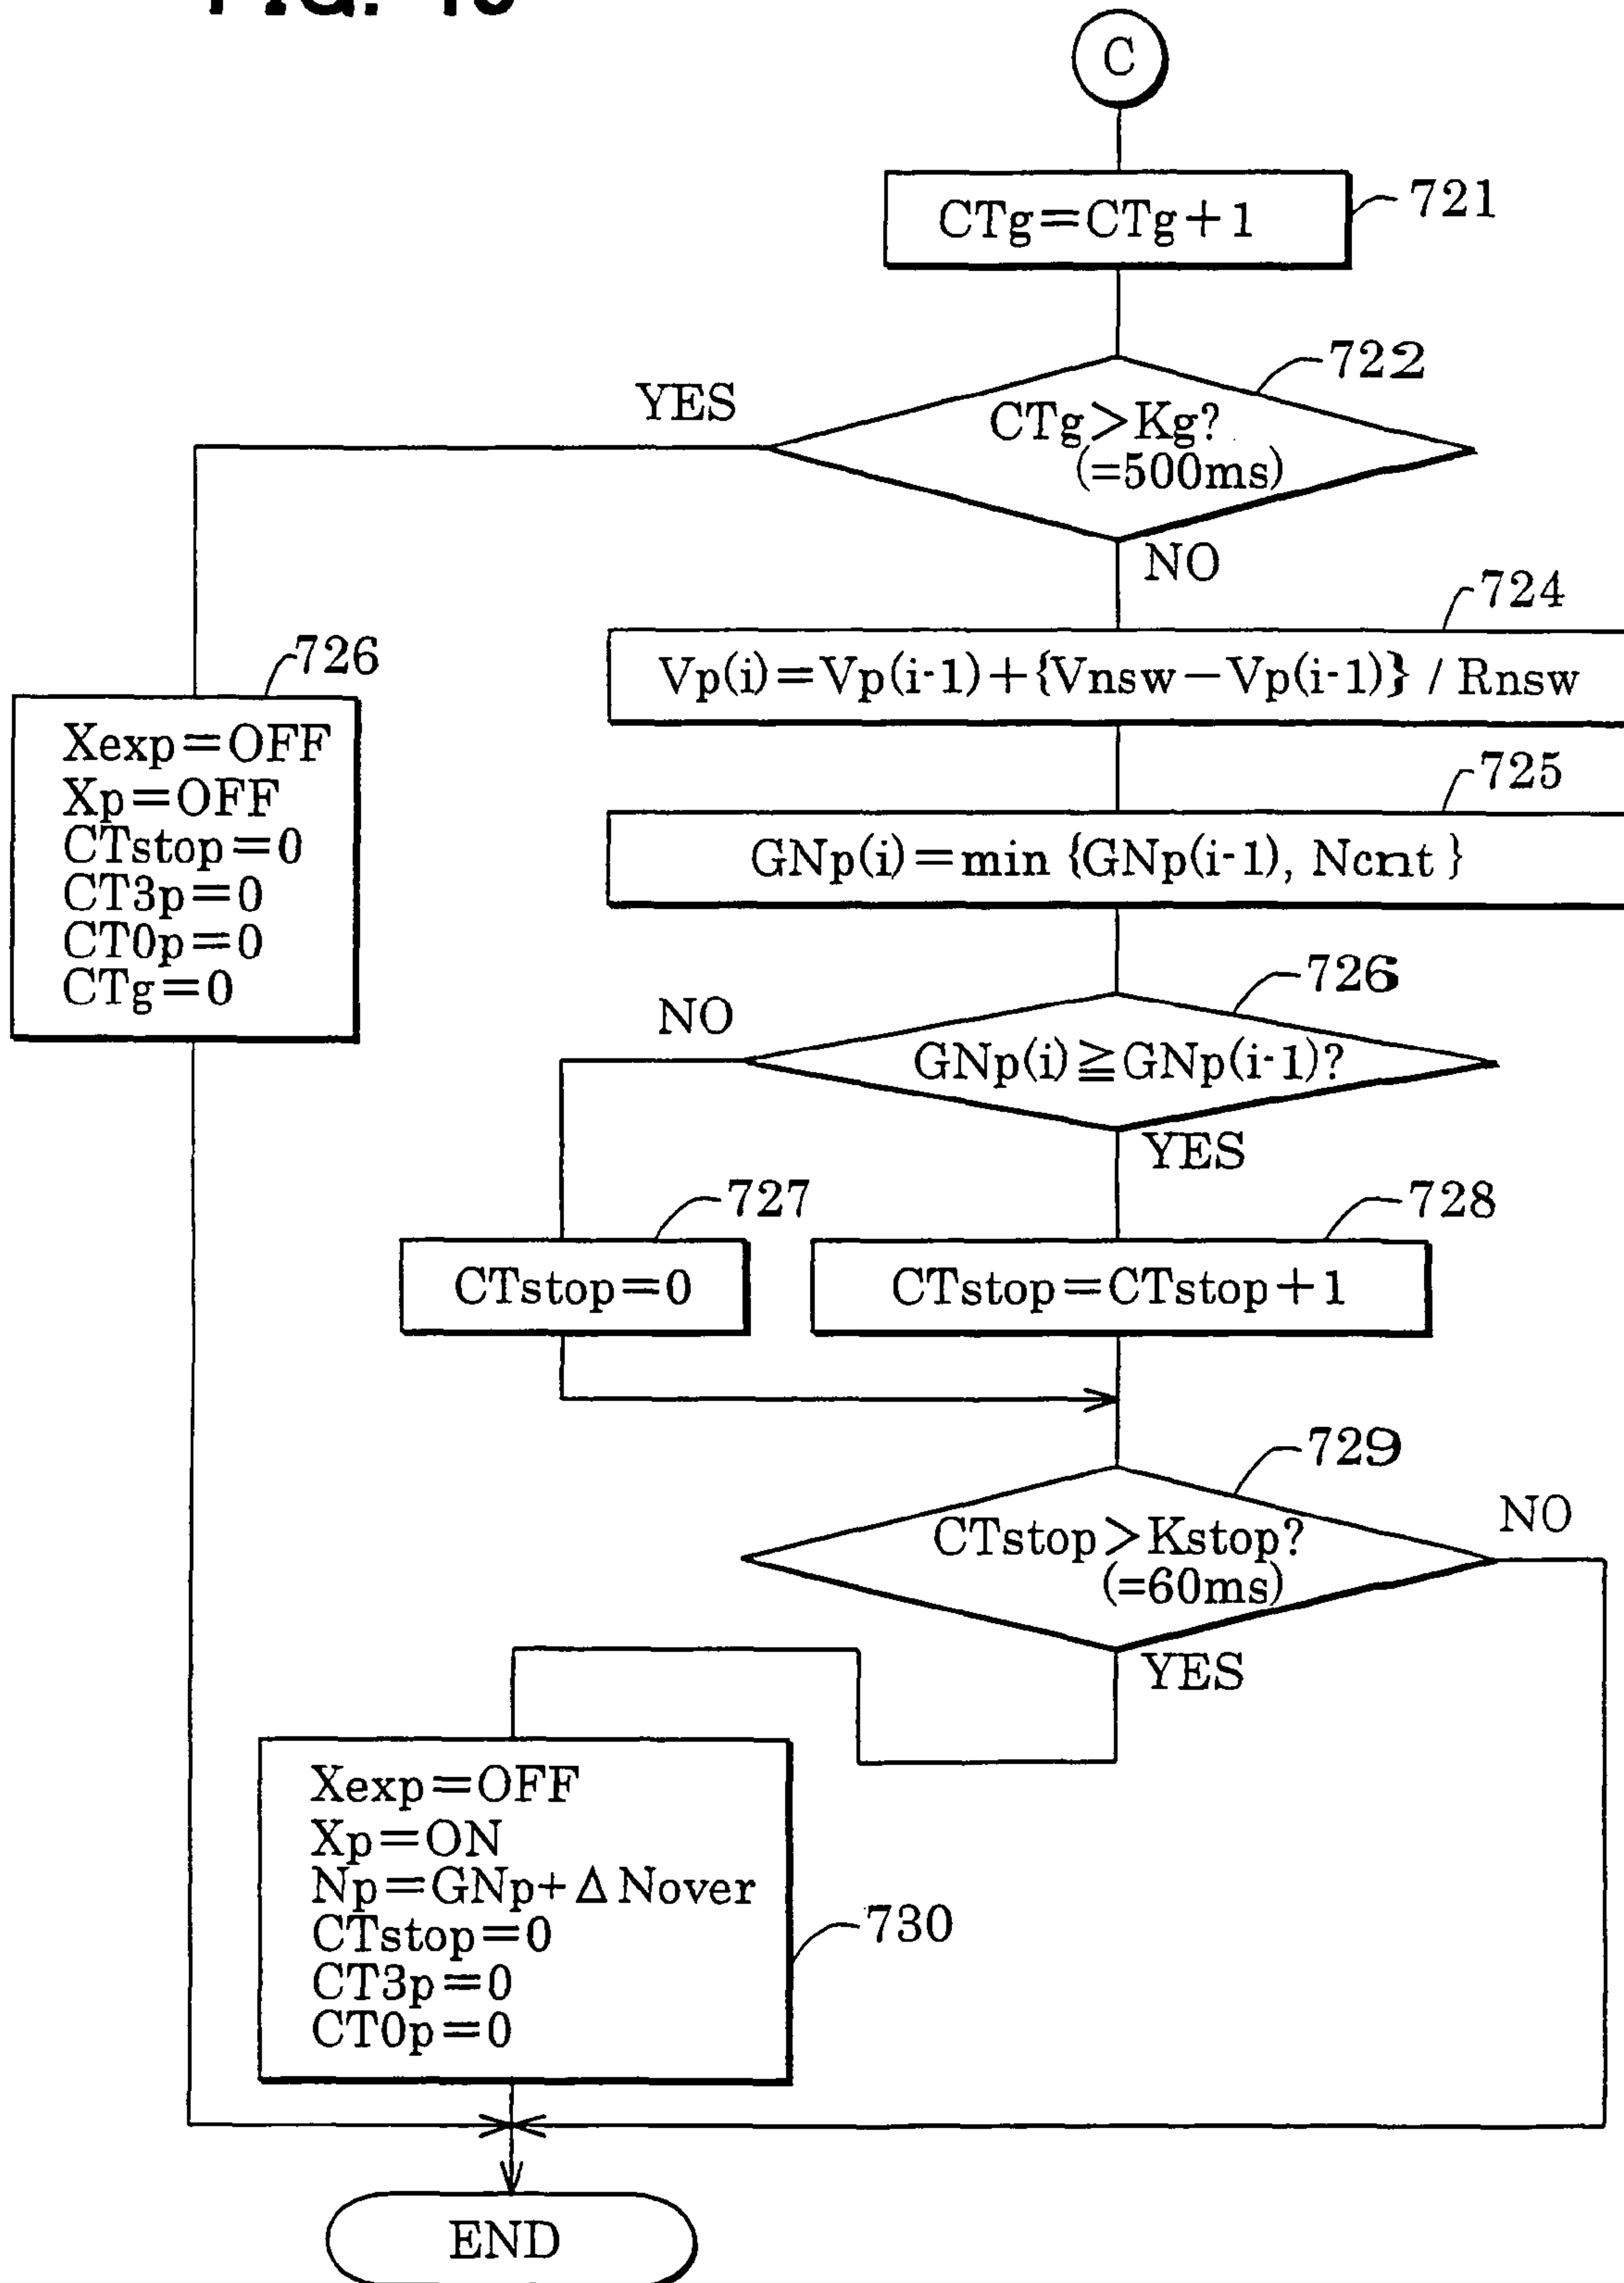 C
CTg=CTg+1
721
722
YES
CTg>Kg?
(=500ms)
NO
724
Vp(i)=Vp(i-1)+{Vnsw-Vp(i-1)} / Rnsw
726
Xexp=OFF
Xp=OFF
CTstop=0
CT3p=0
CT0p=0
CTg=0
725
GNp(i)=min {GNp(i-1), Ncnt }
726
NO
GNp(i)≧GNp(i-1)?
YES
727
CTstop=0
728
CTstop=CTstop+1
729
CTstop>Kstop?
(=60ms)
NO
YES
Xexp=OFF
Xp=ON
Np=GNp+Δ Nover
CTstop=0
CT3p=0
CT0p=0
730
END